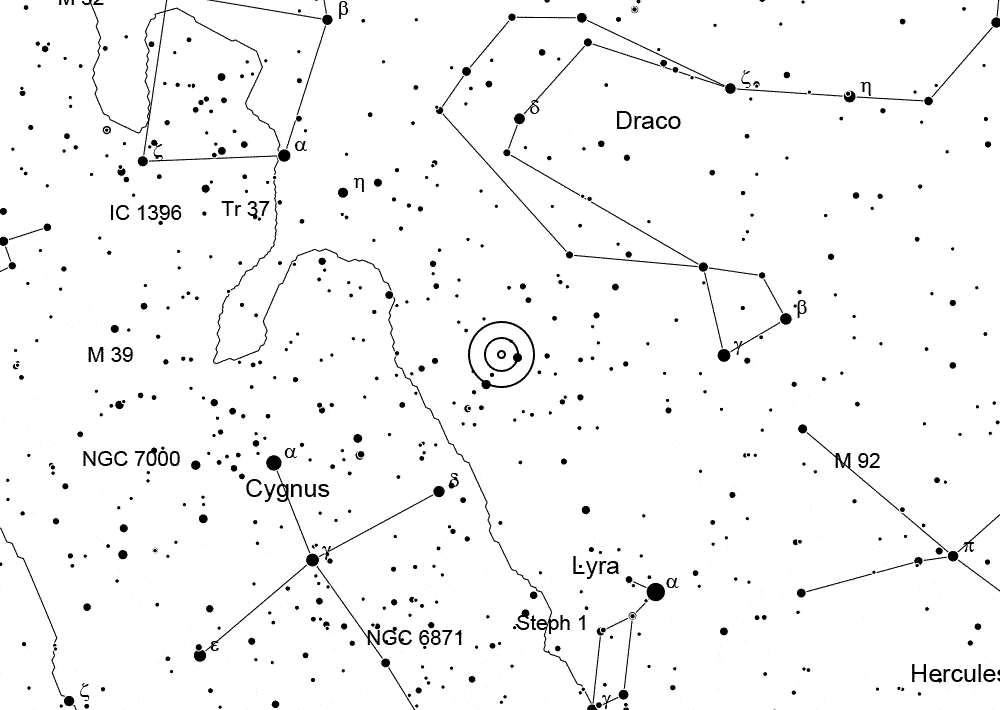 M 52
β
ζ
η
δ
Draco
ζ
α
η
IC 1396
Tr 37
β
γ
M 39
α
NGC 7000
M 92
δ
Cygnus
γ
π
Lyra
α
Steph 1
NGC 6871
ε
Hercules
ζ
γ